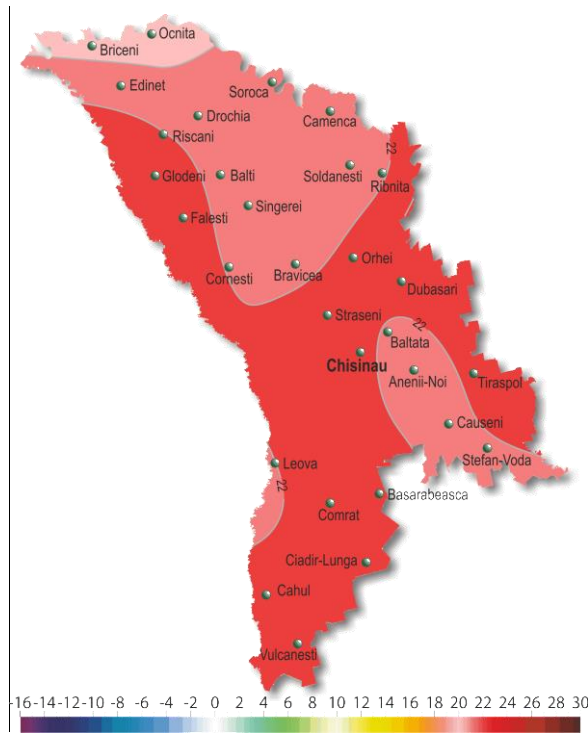 Ocnita
Briceni
Edinet
Soroca
Drochia
Camenca
Riscani
22
Glodeni
Balti
Soldanesti
Ribnita
Singerei
Falesti
Cornesti
Bravicea
Orhei
Dubasari
Straseni
22
Baltata
Chisinau
Anenii-Noi
Tiraspol
Causeni
Stefan-Voda
Leova
22
Basarabeasca
Comrat
Ciadir-Lunga
Cahul
Vulcanesti
-16 -14 -12 -10 -8 -6 -4 -2 0 2 4 6 8 10 12 14 16 18 20 22 24 26 28 30